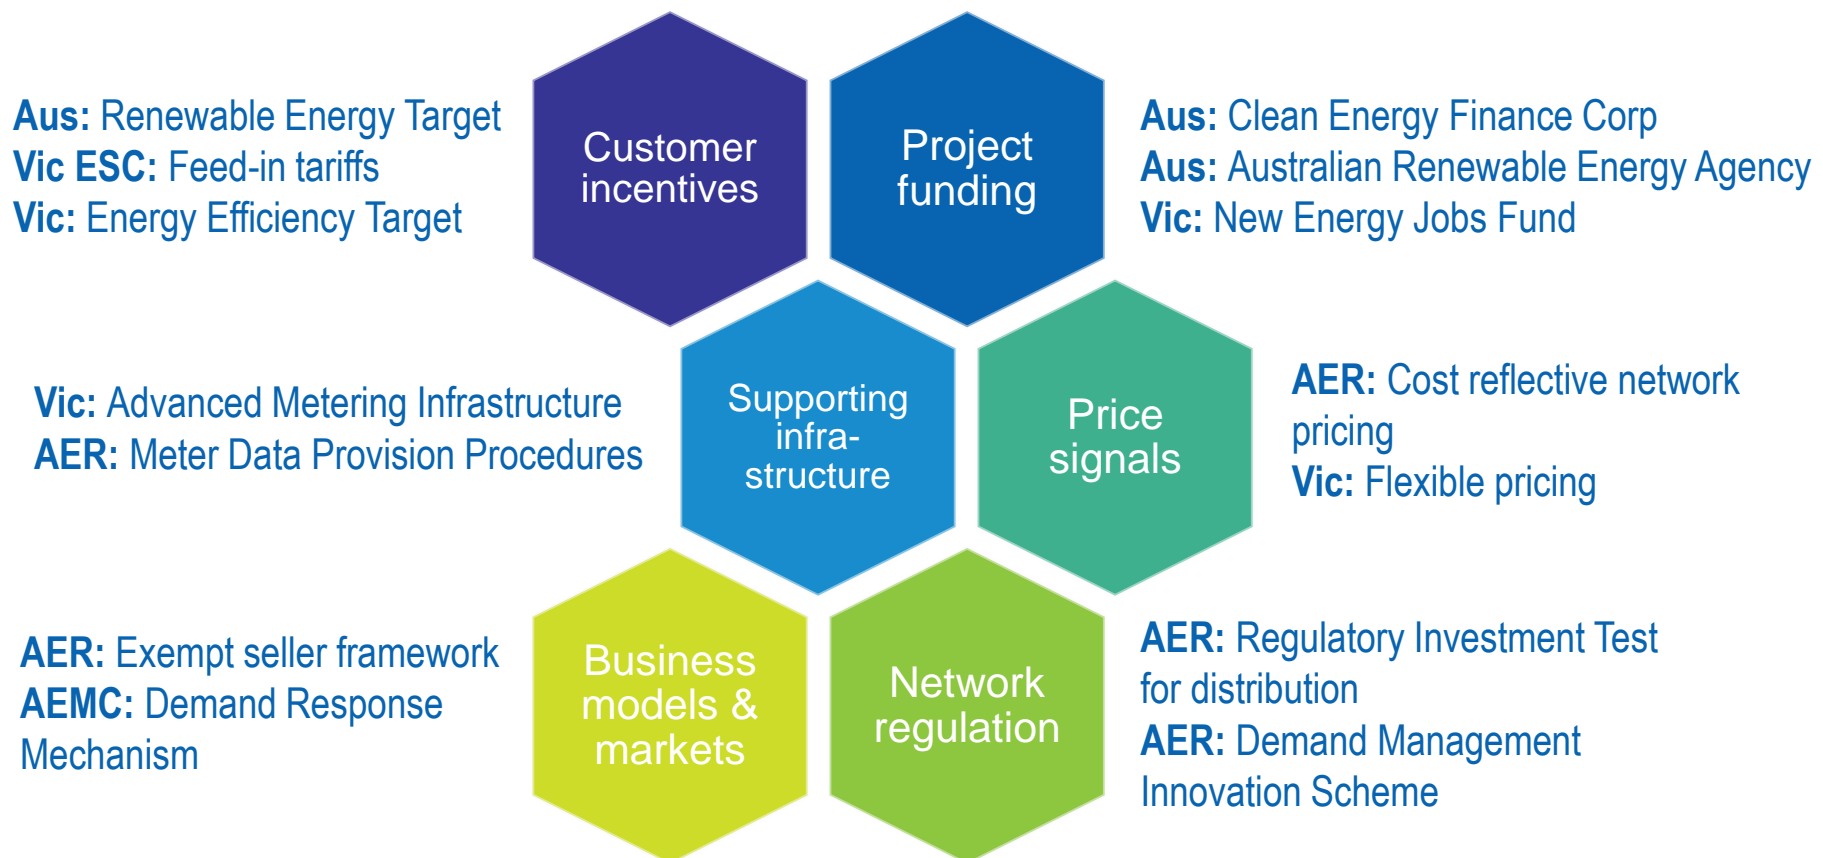 Aus: Renewable Energy Target
Vic ESC: Feed-in tariffs
Vic: Energy Efficiency Target
Customer
incentives
Project
funding
Aus: Clean Energy Finance Corp
Aus: Australian Renewable Energy Agency
Vic: New Energy Jobs Fund
Vic: Advanced Metering Infrastructure
AER: Meter Data Provision Procedures
Supporting
infra-
structure
Price
signals
AER: Cost reflective network
pricing
Vic: Flexible pricing
AER: Exempt seller framework
AEMC: Demand Response
Mechanism
Business
models &
markets
Network
regulation
AER: Regulatory Investment Test
for distribution
AER: Demand Management
Innovation Scheme